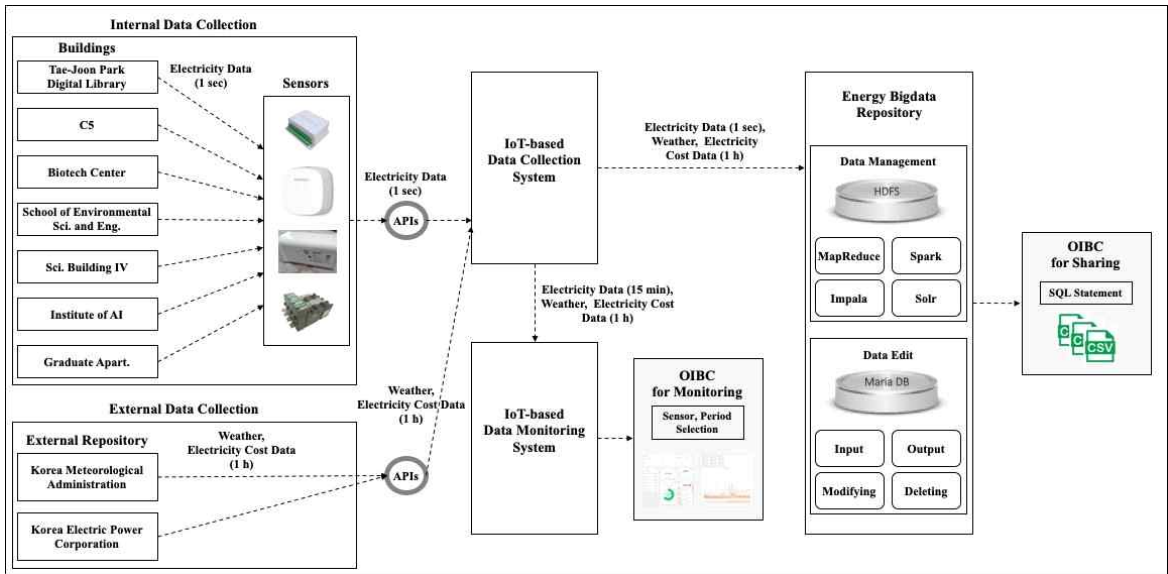 Internal Data Collection
Buildings
Tae-Joon Park
Digital Library
C5
Biotech Center
School of Environmental
Sci. and Eng.
Sci. Building IV
Institute of AI
Graduate Apart.
Electricity Data
(1 sec)
Sensors
Electricity Data
(1 sec)
APIs
External Data Collection
External Repository
Korea Meteorological
Administration
Korea Electric Power
Corporation
Weather,
Electricity Cost Data
(1 h)
APIs
Weather,
Electricity Cost Data
(1 h)
IoT-based
Data Collection
System
Electricity Data (15 min),
Weather, Electricity Cost
Data (1 h)
IoT-based
Data Monitoring
System
OIBC
for Monitoring
Sensor, Period
Selection
Electricity Data (1 sec),
Weather, Electricity
Cost Data (1 h)
Energy Bigdata
Repository
Data Management
HDFS
MapReduce
Spark
Impala
Solr
Data Edit
Maria DB
Input
Output
Modifying
Deleting
OIBC
for Sharing
SQL Statement
C
C
CSV